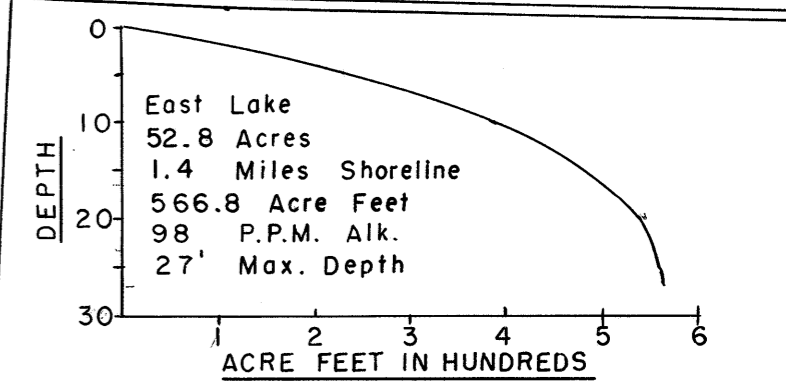 0
East Lake
10
52.8 Acres
1.4 Miles Shoreline
DEPTH
566.8 Acre Feet
20
98 P.P.M. Alk.
27' Max. Depth
30
1 2 3 4 5 6
ACRE FEET IN HUNDREDS